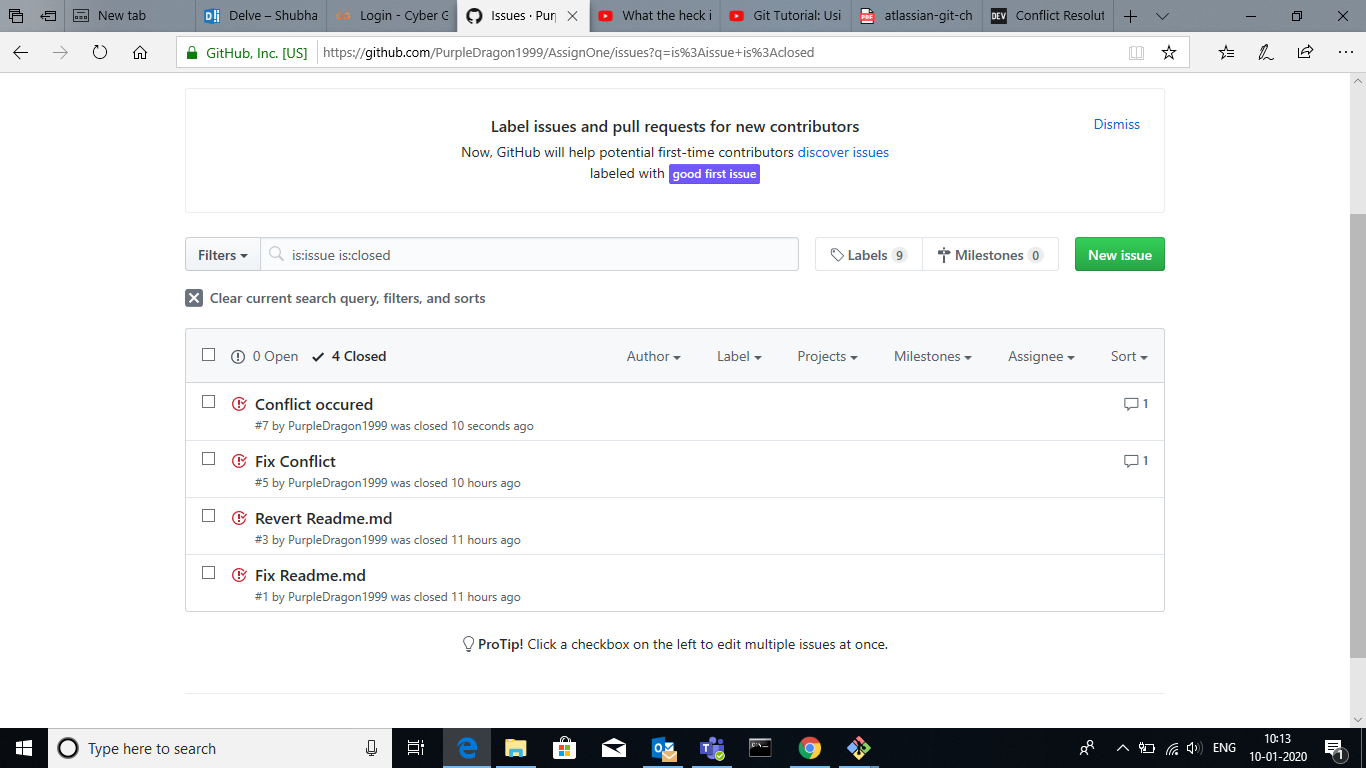 New tab
Delve – Shubha
Login - Cyber G
Issues · Pur
What the heck i
Git Tutorial: Usi
PDF
atlassian-git-ch
DEV
Conflict Resolut
GitHub, Inc. [US]
https://github.com/PurpleDragon1999/AssignOne/issues?q=is%3Aissue+is%3Aclosed
Label issues and pull requests for new contributors
Dismiss
Now, GitHub will help potential first-time contributors discover issues
labeled with good first issue
Filters
is:issue is:closed
Labels 9
Milestones 0
New issue
Clear current search query, filters, and sorts
0 Open
4 Closed
Author
Label
Projects
Milestones
Assignee
Sort
Conflict occured
1
#7 by PurpleDragon1999 was closed 10 seconds ago
Fix Conflict
1
#5 by PurpleDragon1999 was closed 10 hours ago
Revert Readme.md
#3 by PurpleDragon1999 was closed 11 hours ago
Fix Readme.md
#1 by PurpleDragon1999 was closed 11 hours ago
ProTip! Click a checkbox on the left to edit multiple issues at once.
Type here to search
ENG
10:13
10-01-2020
1